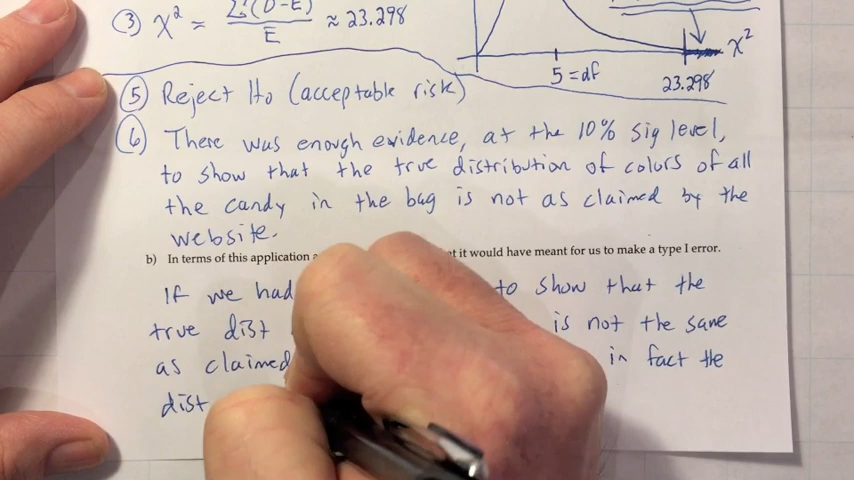 ③ χ² = Σ(O-E) / E ≈ 23.298
χ²
5 = df
23.298
⑤ Reject Ho (acceptable risk)
⑥ There was enough evidence, at the 10% sig level,
to show that the true distribution of colors of all
the candy in the bag is not as claimed by the
website.
b) In terms of this application it would have meant for us to make a type I error.
If we had to show that the
true dist is not the same
as claimed in fact the
dist